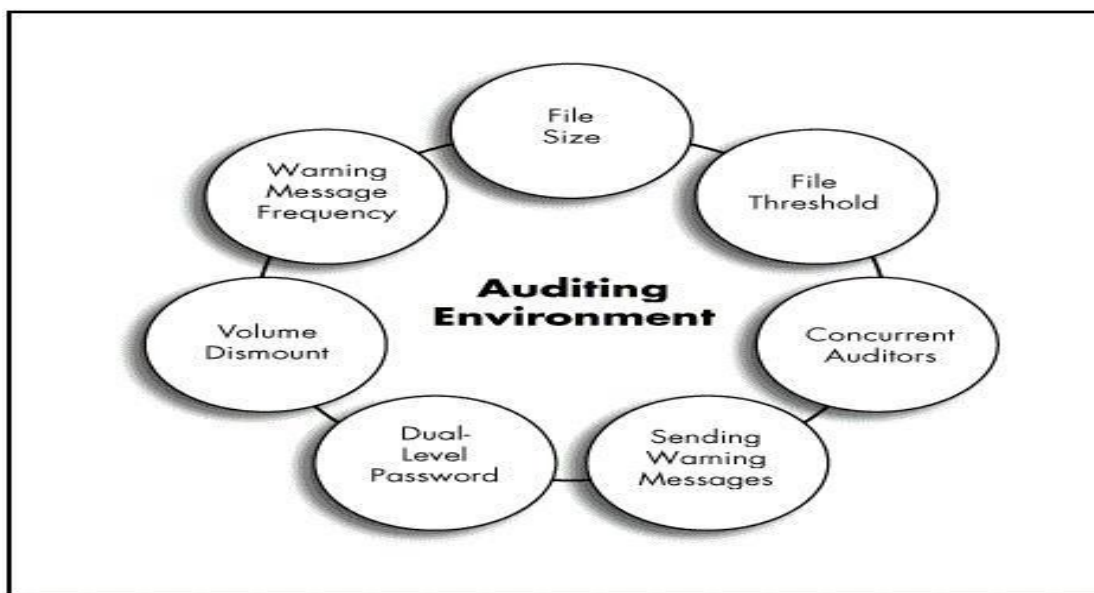 File
Size
File
Threshold
Concurrent
Auditors
Sending
Warning
Messages
Dual-
Level
Password
Volume
Dismount
Warning
Message
Frequency
Auditing
Environment